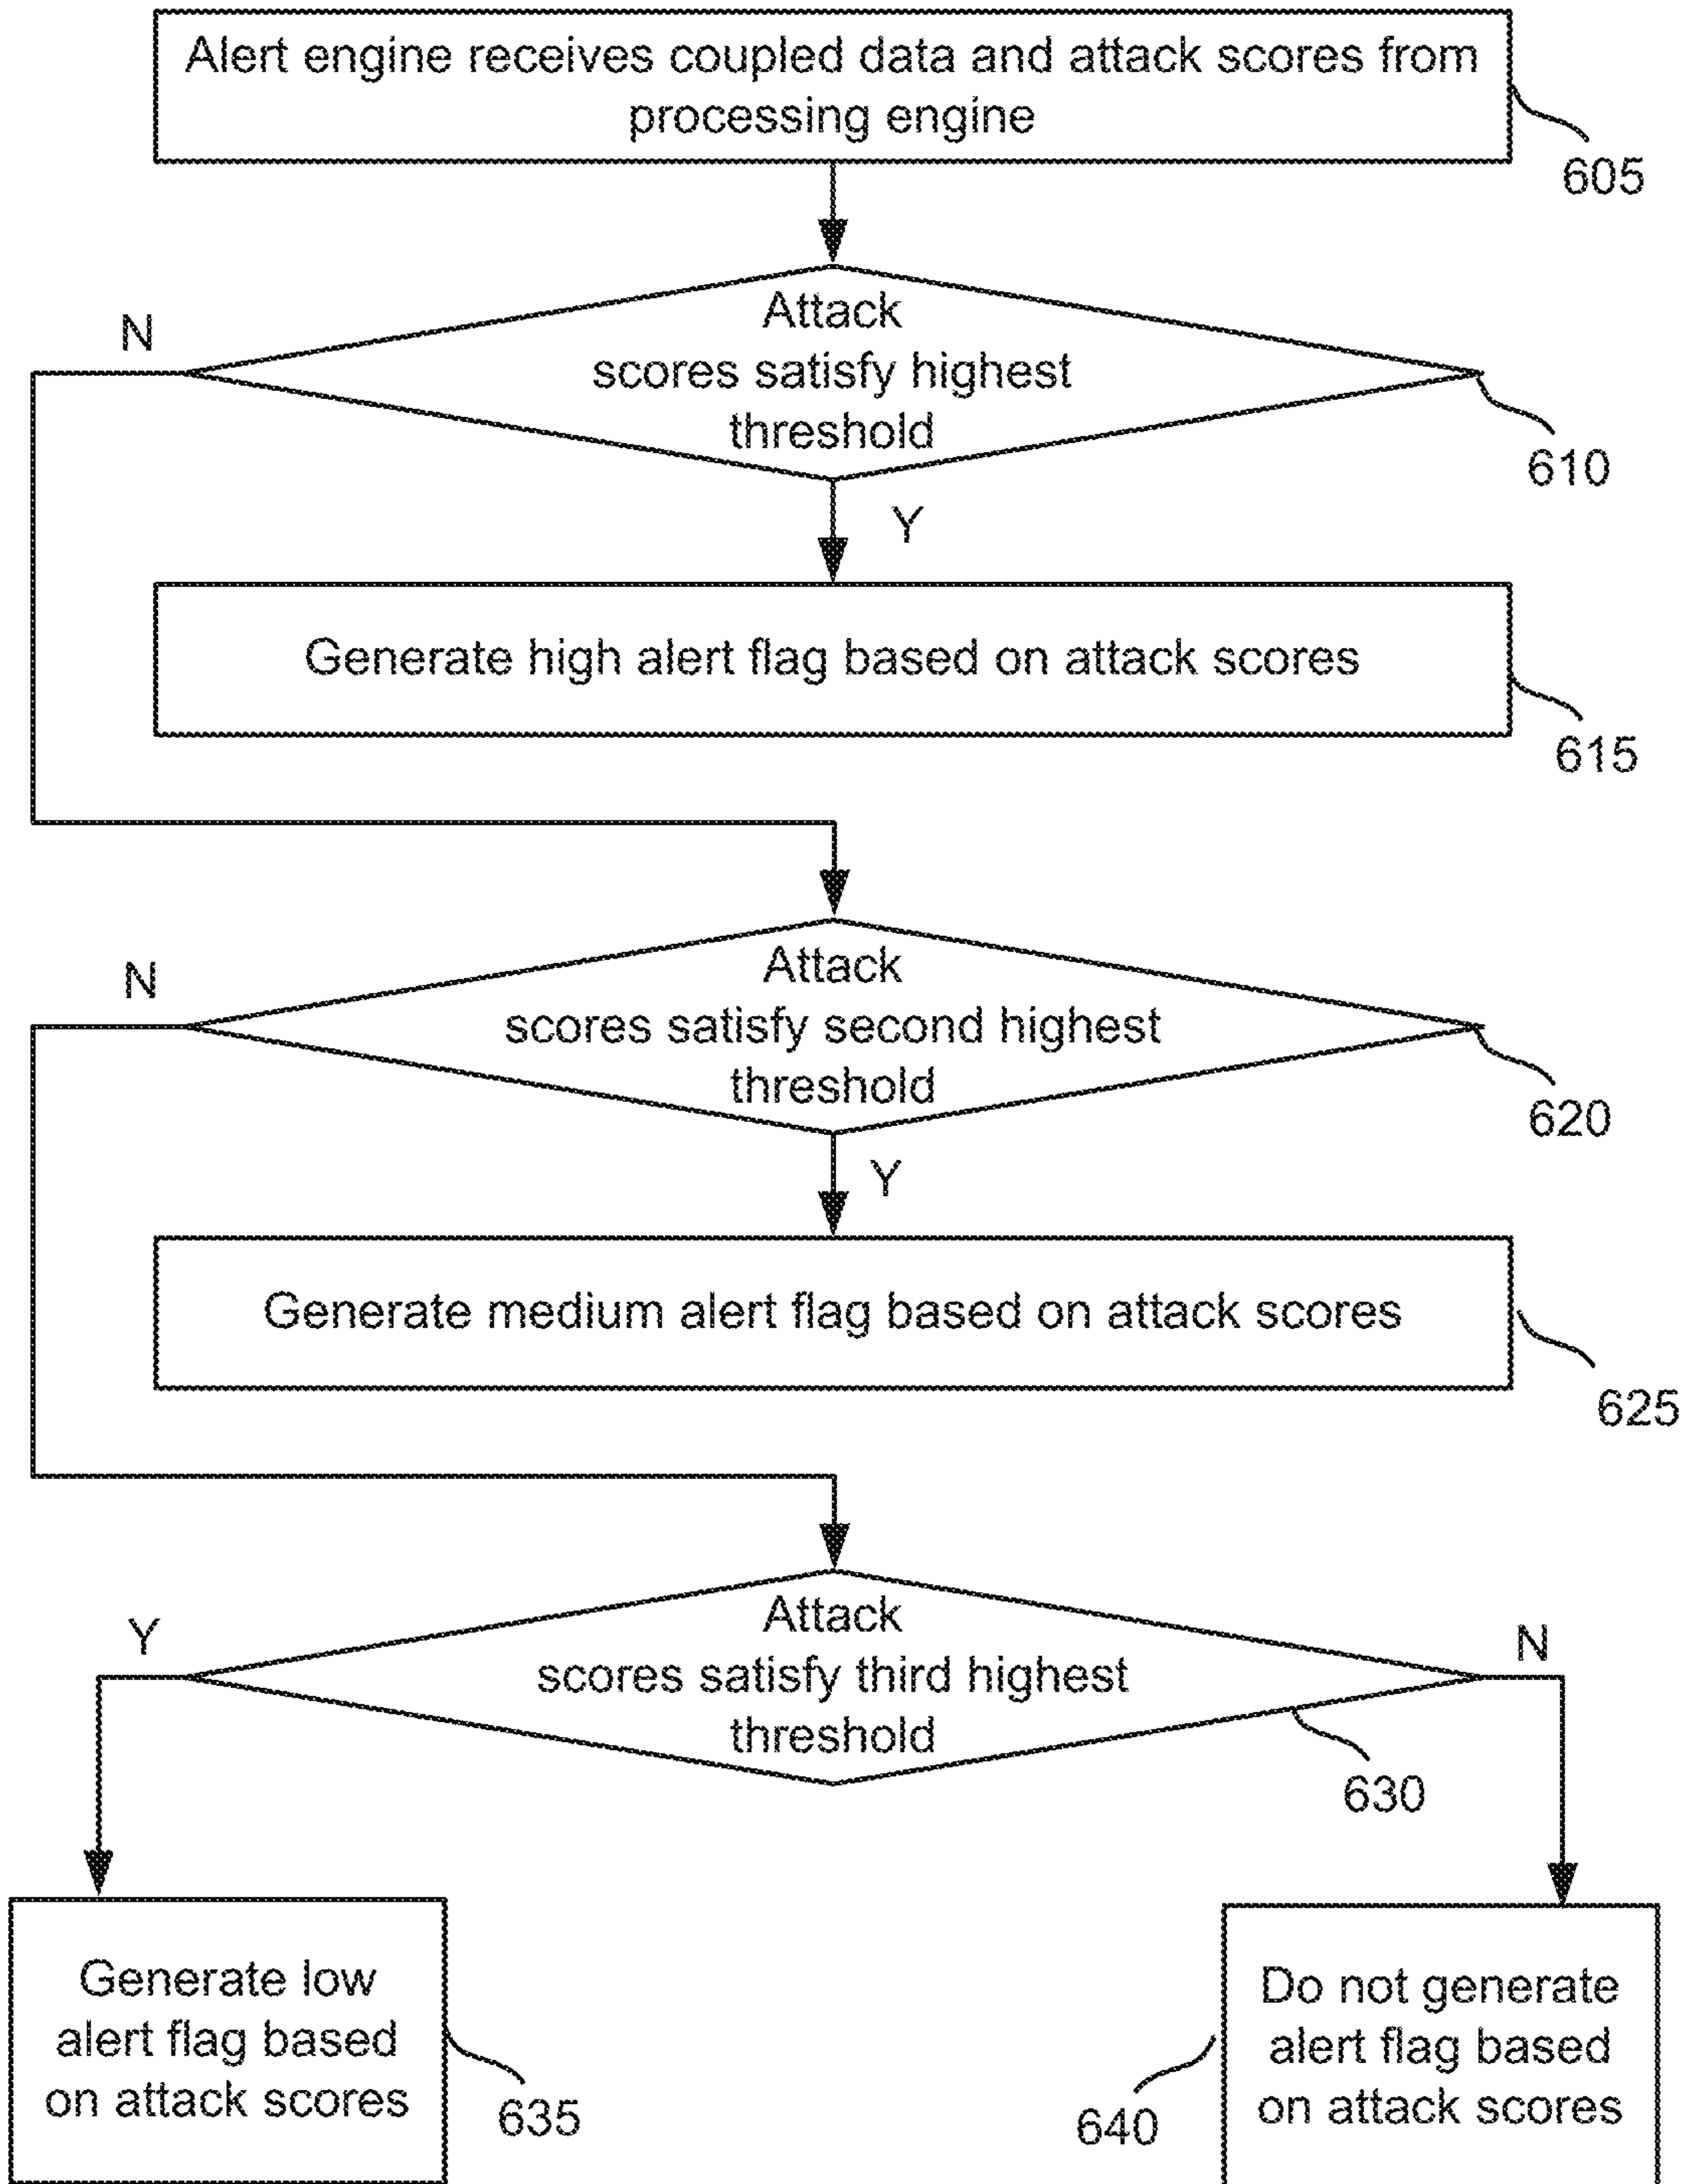 Alert engine receives coupled data and attack scores from
processing engine
605
N
Attack
scores satisfy highest
threshold
610
Y
Generate high alert flag based on attack scores
615
N
Attack
scores satisfy second highest
threshold
620
Y
Generate medium alert flag based on attack scores
625
Y
Attack
scores satisfy third highest
threshold
N
630
Generate low
alert flag based
on attack scores
635
Do not generate
alert flag based
on attack scores
640